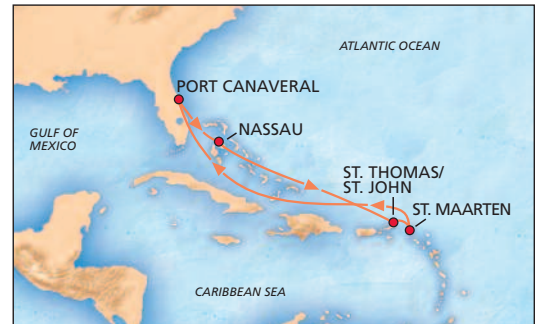 ATLANTIC OCEAN
PORT CANAVERAL
GULF OF
MEXICO
NASSAU
ST. THOMAS/
ST. JOHN
ST. MAARTEN
CARIBBEAN SEA